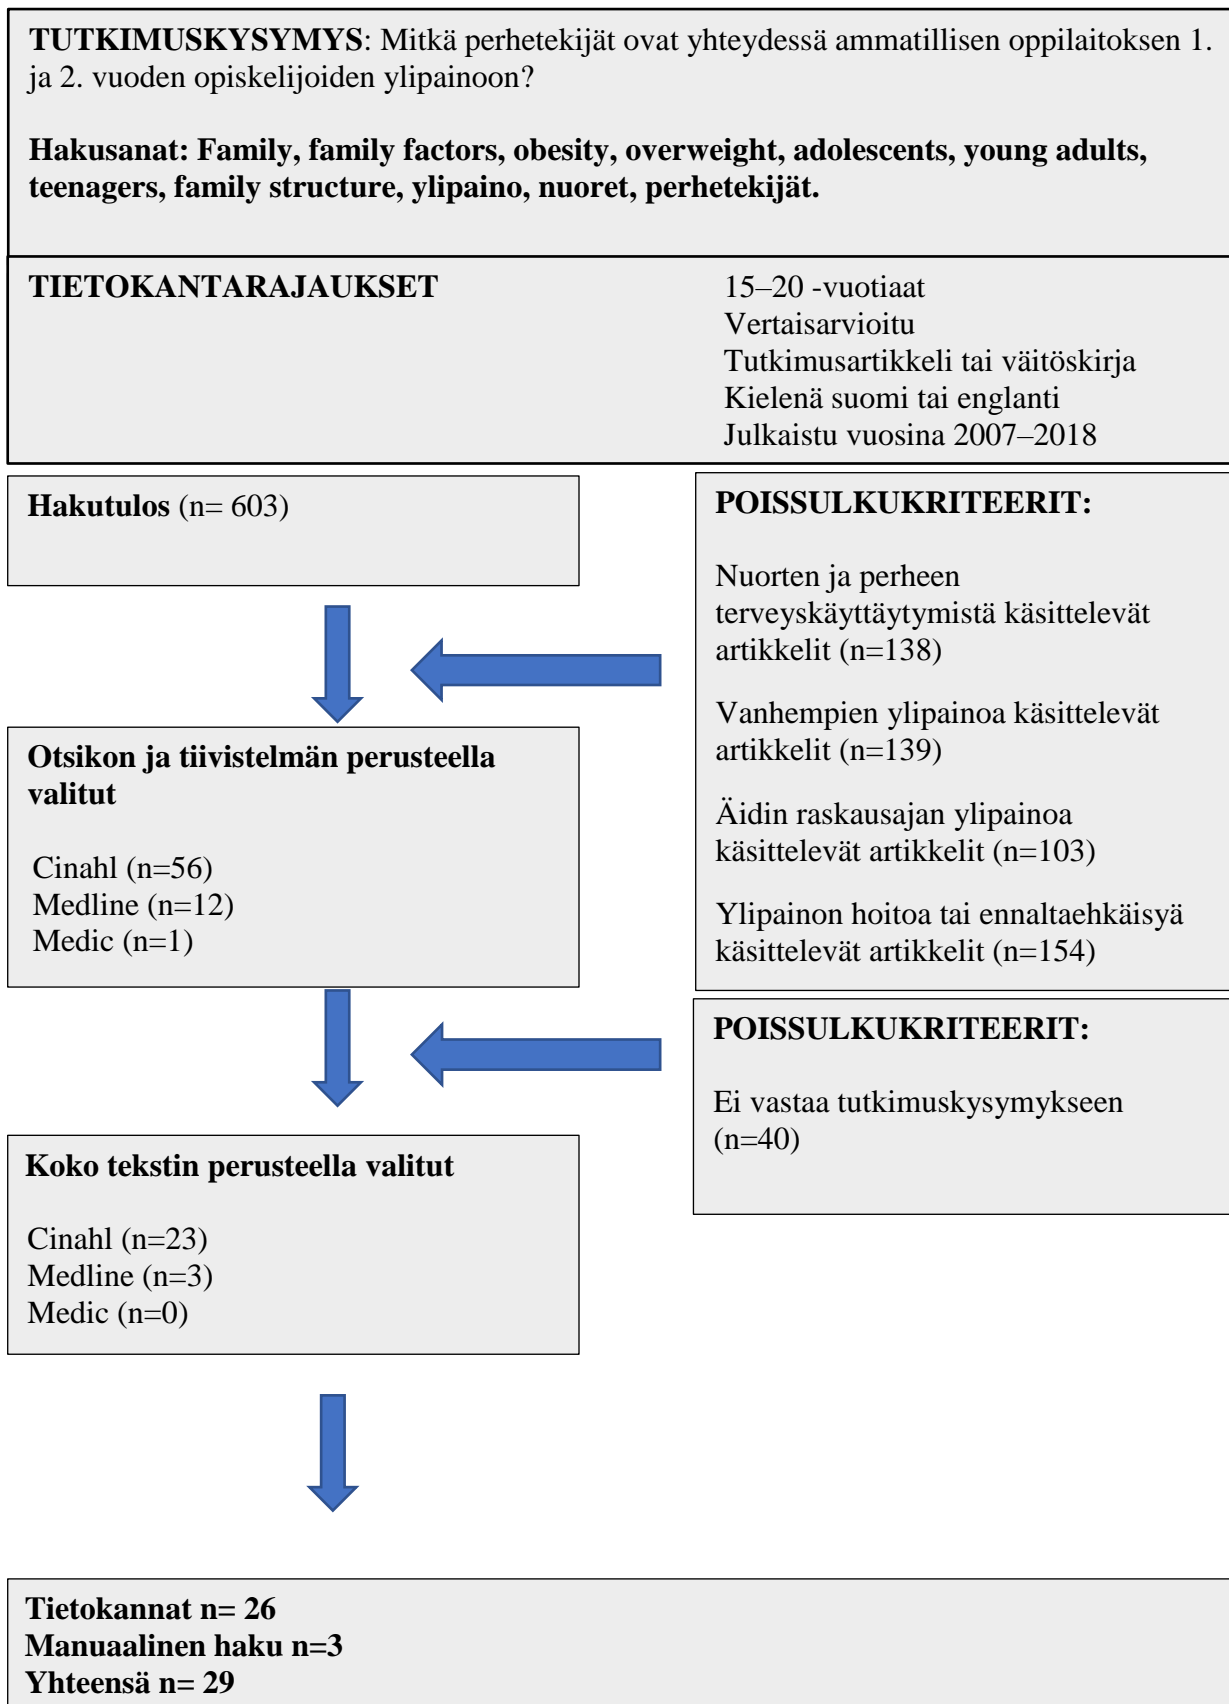 TUTKIMUSKYSYMYS: Mitkä perhetekijät ovat yhteydessä ammatillisen oppilaitoksen 1.
ja 2. vuoden opiskelijoiden ylipainoon?
Hakusanat: Family, family factors, obesity, overweight, adolescents, young adults,
teenagers, family structure, ylipaino, nuoret, perhetekijät.
TIETOKANTARAJAUKSET
15–20 -vuotiaat
Vertaisarvioitu
Tutkimusartikkeli tai väitöskirja
Kielenä suomi tai englanti
Julkaistu vuosina 2007–2018
Hakutulos (n= 603)
POISSULKUKRITEERIT:
Nuorten ja perheen
terveyskäyttäytymistä käsittelevät
artikkelit (n=138)
Vanhempien ylipainoa käsittelevät
artikkelit (n=139)
Äidin raskausajan ylipainoa
käsittelevät artikkelit (n=103)
Ylipainon hoitoa tai ennaltaehkäisyä
käsittelevät artikkelit (n=154)
Otsikon ja tiivistelmän perusteella
valitut
Cinahl (n=56)
Medline (n=12)
Medic (n=1)
POISSULKUKRITEERIT:
Ei vastaa tutkimuskysymykseen
(n=40)
Koko tekstin perusteella valitut
Cinahl (n=23)
Medline (n=3)
Medic (n=0)
Tietokannat n= 26
Manuaalinen haku n=3
Yhteensä n= 29